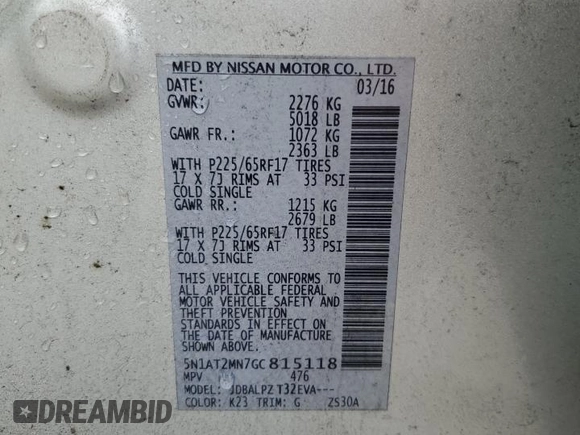 MFD BY NISSAN MOTOR CO., LTD.
DATE: 03/16
GVWR: 2276 KG
5018 LB
GAWR FR.: 1072 KG
2363 LB
WITH P225/65RF17 TIRES
17 X 7J RIMS AT 33 PSI
COLD SINGLE
GAWR RR.: 1215 KG
2679 LB
WITH P225/65RF17 TIRES
17 X 7J RIMS AT 33 PSI
COLD SINGLE
THIS VEHICLE CONFORMS TO
ALL APPLICABLE FEDERAL
MOTOR VEHICLE SAFETY AND
THEFT PREVENTION
STANDARDS IN EFFECT ON
THE DATE OF MANUFACTURE
SHOWN ABOVE.
5N1AT2MN7GC815118
MPV 476
MODEL: JDBALPZ T32EVA---
COLOR: K23 TRIM: G ZS30A
DREAMBID